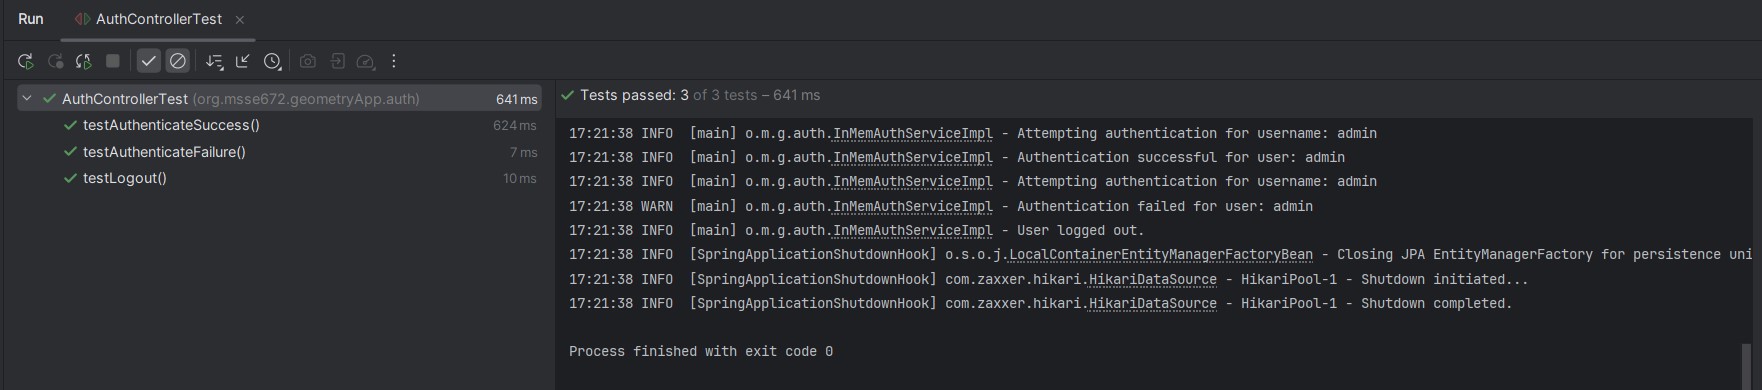 Run AuthControllerTest
AuthControllerTest (org.msse672.geometryApp.auth) 641 ms
testAuthenticateSuccess() 624 ms
testAuthenticateFailure() 7 ms
testLogout() 10 ms
Tests passed: 3 of 3 tests – 641 ms
17:21:38 INFO  [main] o.m.g.auth.InMemAuthServiceImpl - Attempting authentication for username: admin
17:21:38 INFO  [main] o.m.g.auth.InMemAuthServiceImpl - Authentication successful for user: admin
17:21:38 INFO  [main] o.m.g.auth.InMemAuthServiceImpl - Attempting authentication for username: admin
17:21:38 WARN  [main] o.m.g.auth.InMemAuthServiceImpl - Authentication failed for user: admin
17:21:38 INFO  [main] o.m.g.auth.InMemAuthServiceImpl - User logged out.
17:21:38 INFO  [SpringApplicationShutdownHook] o.s.o.j.LocalContainerEntityManagerFactoryBean - Closing JPA EntityManagerFactory for persistence uni
17:21:38 INFO  [SpringApplicationShutdownHook] com.zaxxer.hikari.HikariDataSource - HikariPool-1 - Shutdown initiated...
17:21:38 INFO  [SpringApplicationShutdownHook] com.zaxxer.hikari.HikariDataSource - HikariPool-1 - Shutdown completed.
Process finished with exit code 0